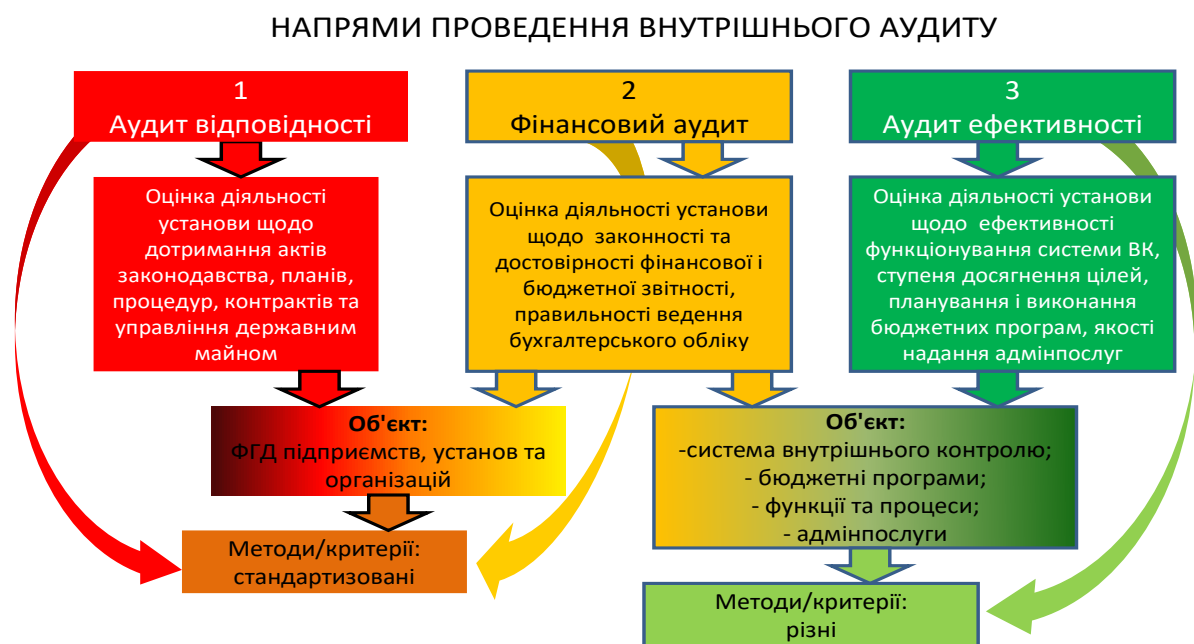 НАПРЯМИ ПРОВЕДЕННЯ ВНУТРІШНЬОГО АУДИТУ
1
Аудит відповідності
2
Фінансовий аудит
3
Аудит ефективності
Оцінка діяльності
установи щодо
дотримання актів
законодавства, планів,
процедур, контрактів та
управління державним
майном
Оцінка діяльності установи
щодо законності та
достовірності фінансової і
бюджетної звітності,
правильності ведення
бухгалтерського обліку
Оцінка діяльності установи
щодо ефективності
функціонування системи ВК,
ступеня досягнення цілей,
планування і виконання
бюджетних програм, якості
надання адмінпослуг
Об'єкт:
ФГД підприємств, установ та
організацій
Об'єкт:
-система внутрішнього контролю;
- бюджетні програми;
- функції та процеси;
- адмінпослуги
Методи/критерії:
стандартизовані
Методи/критерії:
різні